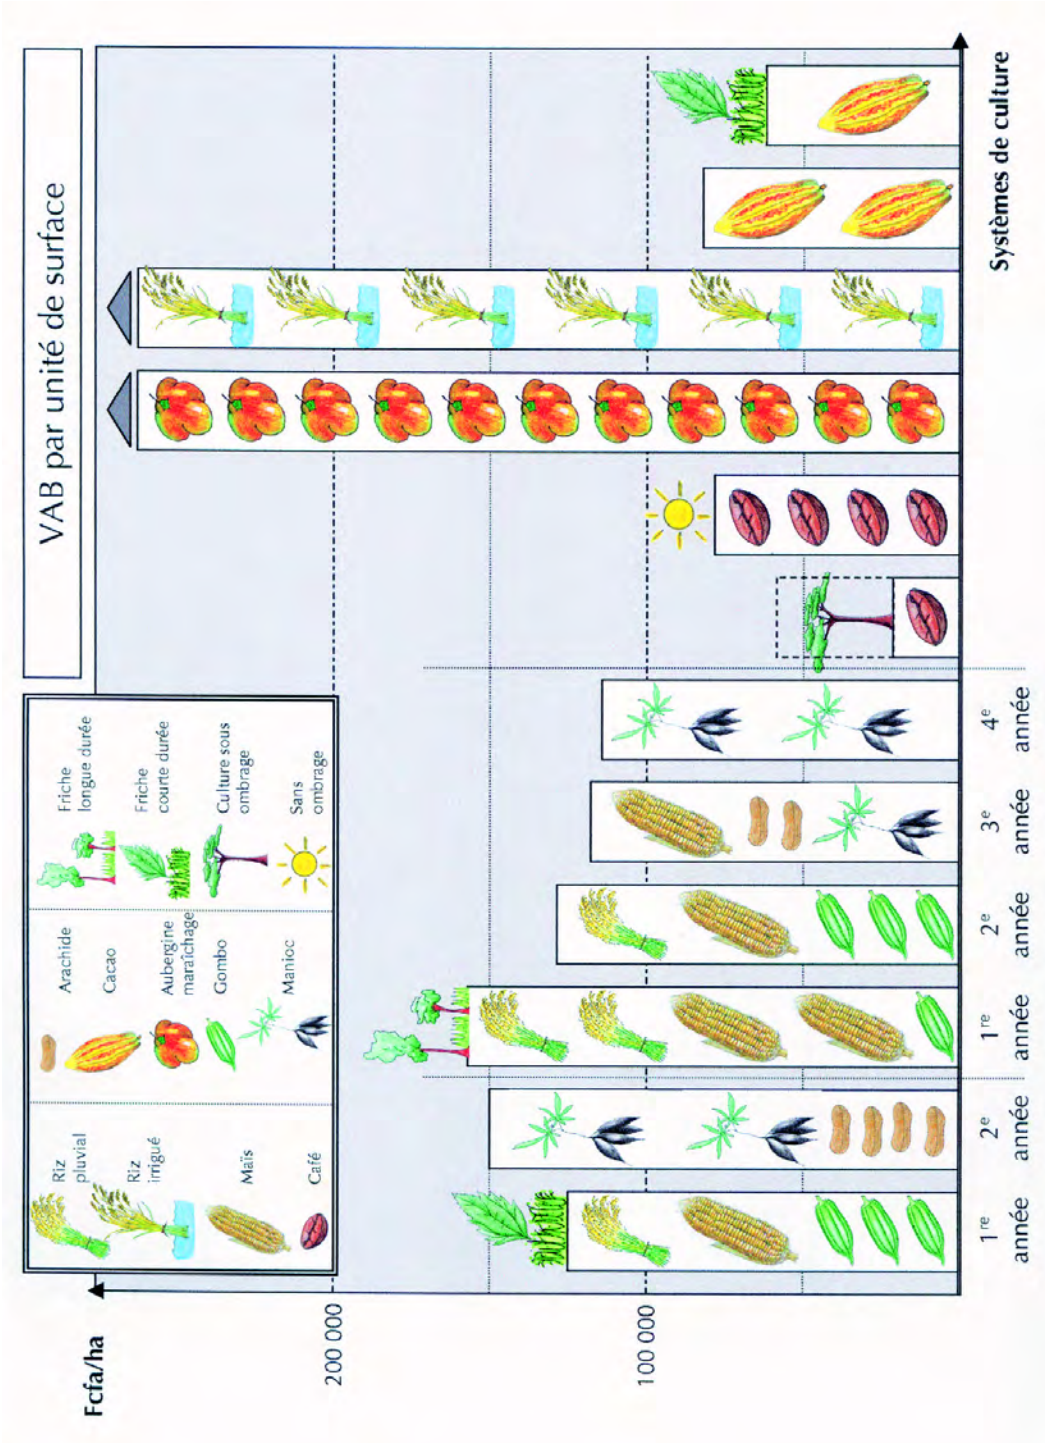 VAB par unité de surface
Fcfa/ha
200 000
100 000
Riz
pluvial
Riz
irrigué
Maïs
Café
Arachide
Cacao
Aubergine
maraîchage
Gombo
Manioc
Friche
longue durée
Friche
courte durée
Culture sous
ombrage
Sans
ombrage
1re
année
2e
année
1re
année
2e
année
3e
année
4e
année
Systèmes de culture